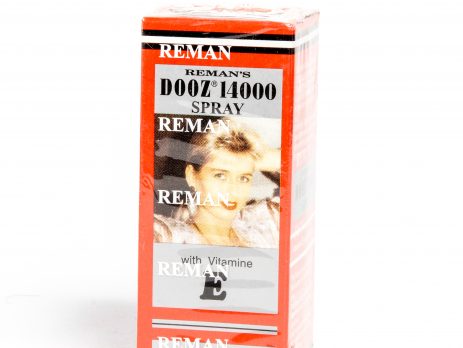 REMAN
REMAN'S
DOOZ® 14000
SPRAY
REMAN
REMAN
with Vitamine
REMAN
E
REMAN